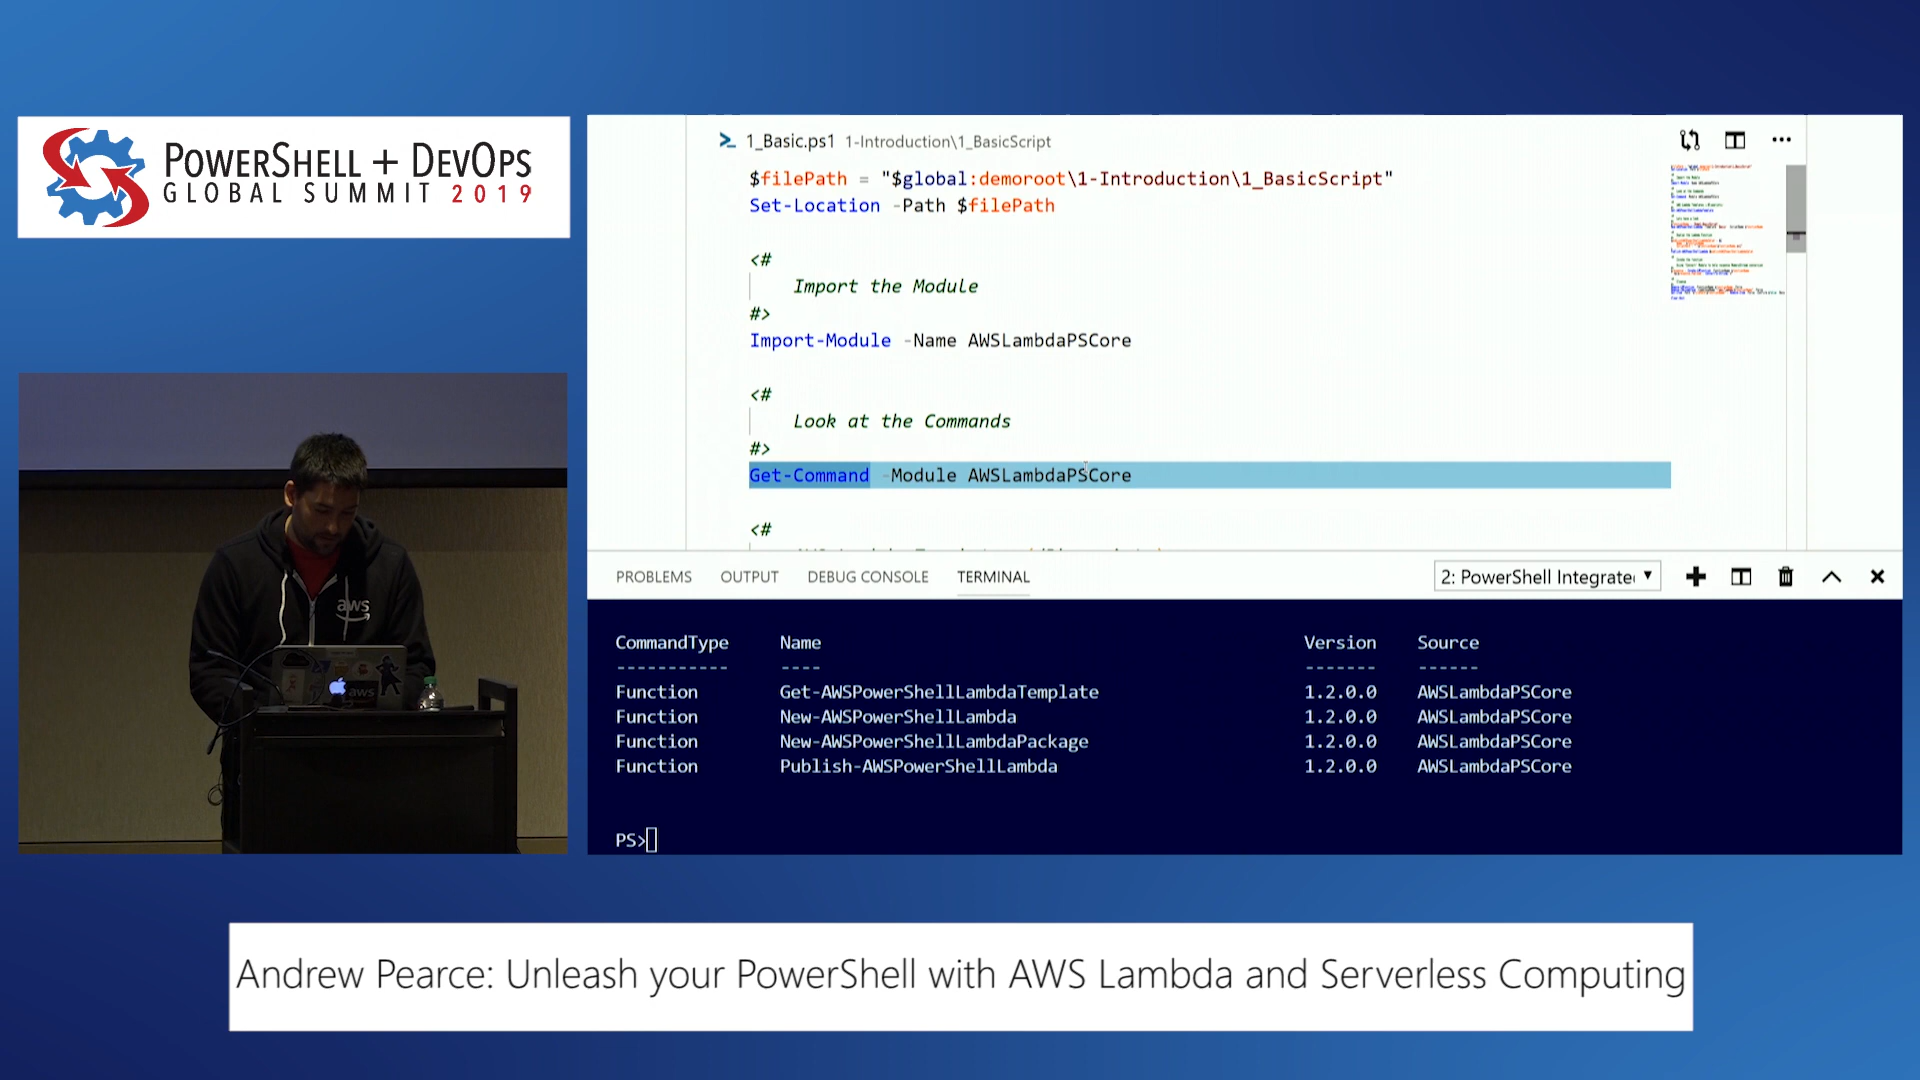 POWERSHELL + DEVOPS
GLOBAL SUMMIT 2019
1_Basic.ps1 1-Introduction\1_BasicScript
$filePath = "$global:demoroot\1-Introduction\1_BasicScript"
Set-Location -Path $filePath
<#
Import the Module
#>
Import-Module -Name AWSLambdaPSCore
<#
Look at the Commands
#>
Get-Command -Module AWSLambdaPSCore
<#
PROBLEMS OUTPUT DEBUG CONSOLE TERMINAL 2: PowerShell Integrate
CommandType Name Version Source
----------- ---- ------- ------
Function Get-AWSPowerShellLambdaTemplate 1.2.0.0 AWSLambdaPSCore
Function New-AWSPowerShellLambda 1.2.0.0 AWSLambdaPSCore
Function New-AWSPowerShellLambdaPackage 1.2.0.0 AWSLambdaPSCore
Function Publish-AWSPowerShellLambda 1.2.0.0 AWSLambdaPSCore
PS>
aws
aws
Andrew Pearce: Unleash your PowerShell with AWS Lambda and Serverless Computing